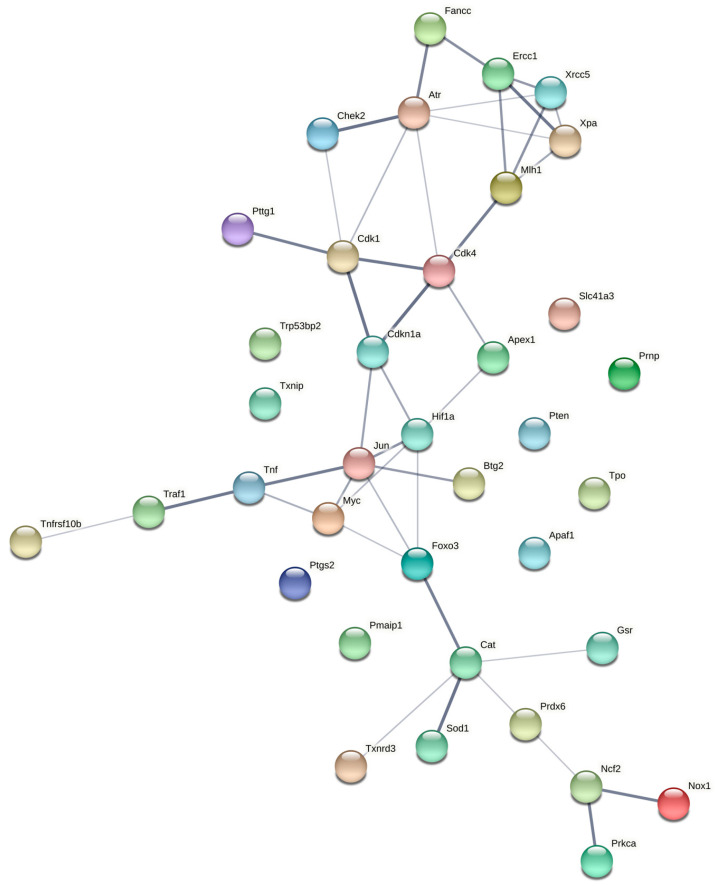 Fancc
Ercc1
Xrcc5
Atr
Chek2
Xpa
Mlh1
Pttg1
Cdk1
Cdk4
Slc41a3
Trp53bp2
Cdkn1a
Apex1
Prnp
Txnip
Hif1a
Pten
Jun
Tnf
Btg2
Tpo
Traf1
Myc
Tnfrsf10b
Foxo3
Apaf1
Ptgs2
Pmaip1
Gsr
Cat
Prdx6
Sod1
Txnrd3
Ncf2
Nox1
Prkca